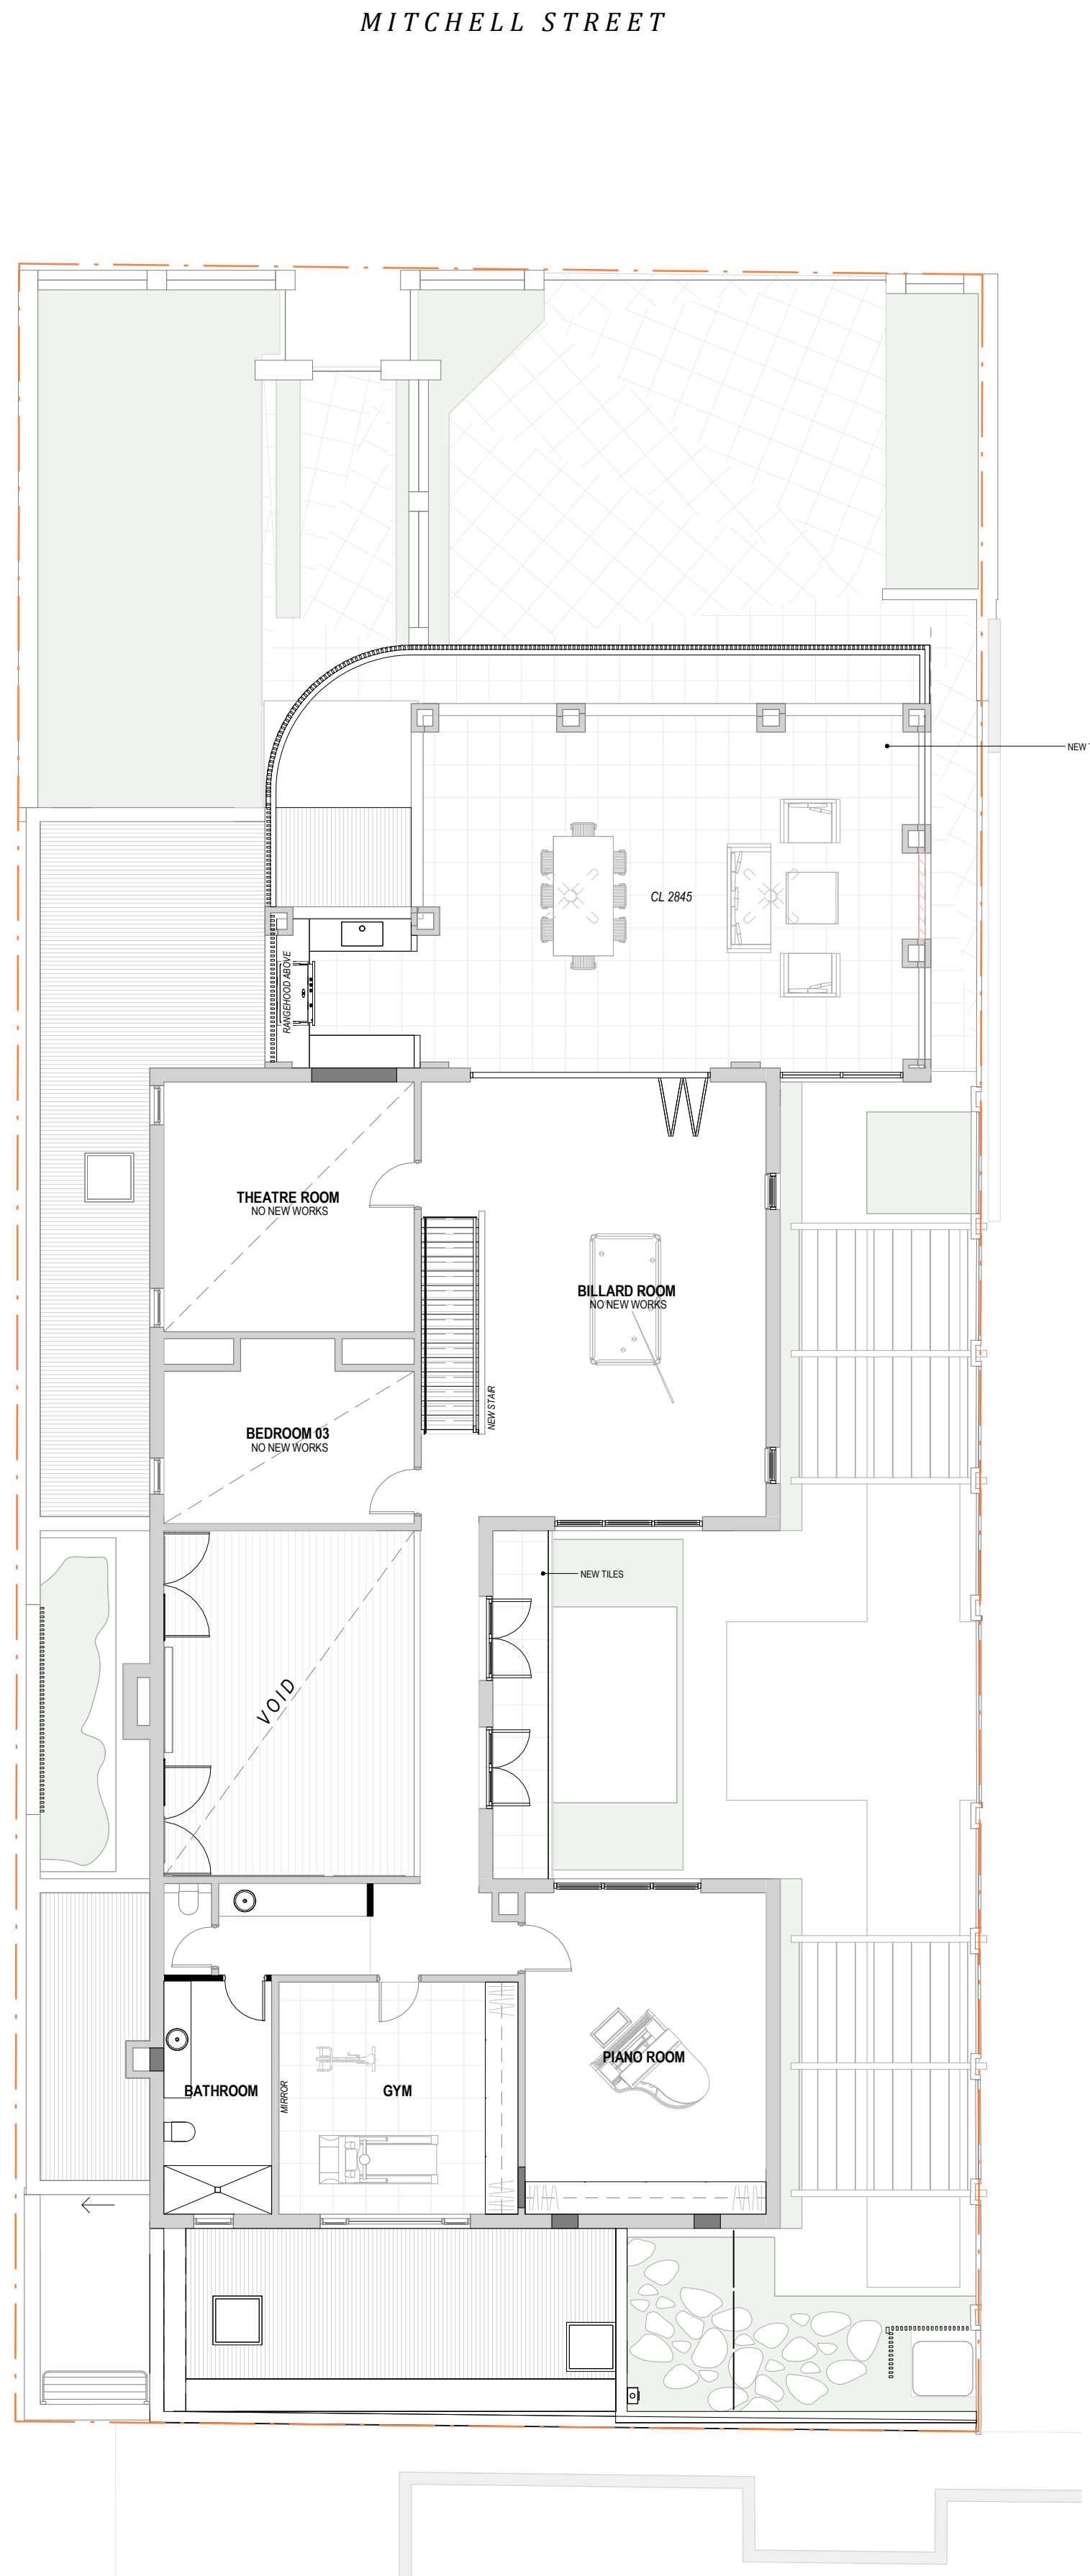 MITCHELL STREET
NEW
CL 2845
RANGEHOOD ABOVE
THEATRE ROOM
NO NEW WORKS
BILLARD ROOM
NO NEW WORKS
NEW STAIR
BEDROOM 03
NO NEW WORKS
NEW TILES
VOID
PIANO ROOM
BATHROOM
MIRROR
GYM